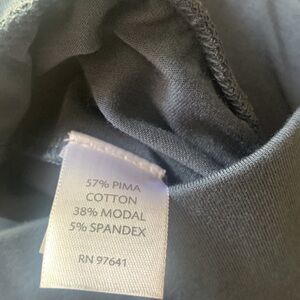 57% PIMA
COTTON
38% MODAL
5% SPANDEX
RN 97641